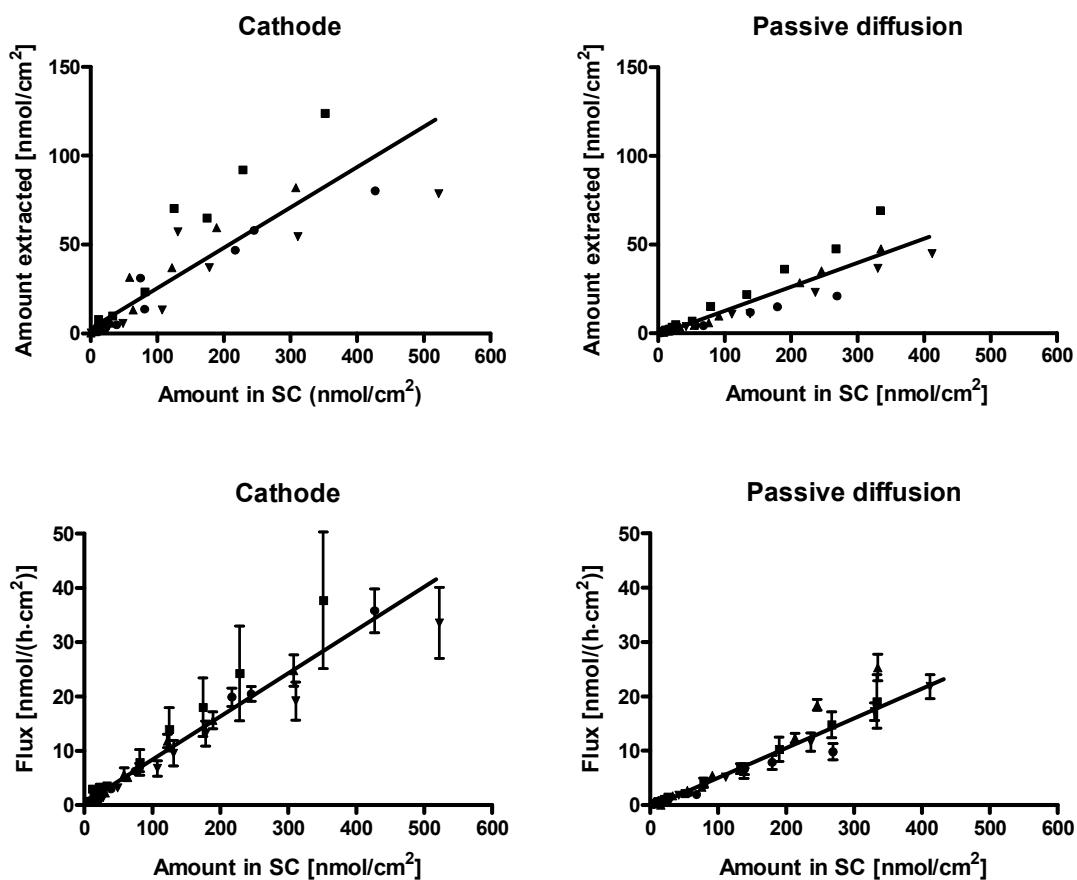 Cathode
150
100
50
0
0 100 200 300 400 500 600
Amount extracted [nmol/cm²]
Amount in SC (nmol/cm²)
Passive diffusion
150
100
50
0
0 100 200 300 400 500 600
Amount extracted [nmol/cm²]
Amount in SC [nmol/cm²]
Cathode
50
40
30
20
10
0
0 100 200 300 400 500 600
Flux [nmol/(h·cm²)]
Amount in SC [nmol/cm²]
Passive diffusion
50
40
30
20
10
0
0 100 200 300 400 500 600
Flux [nmol/(h·cm²)]
Amount in SC [nmol/cm²]